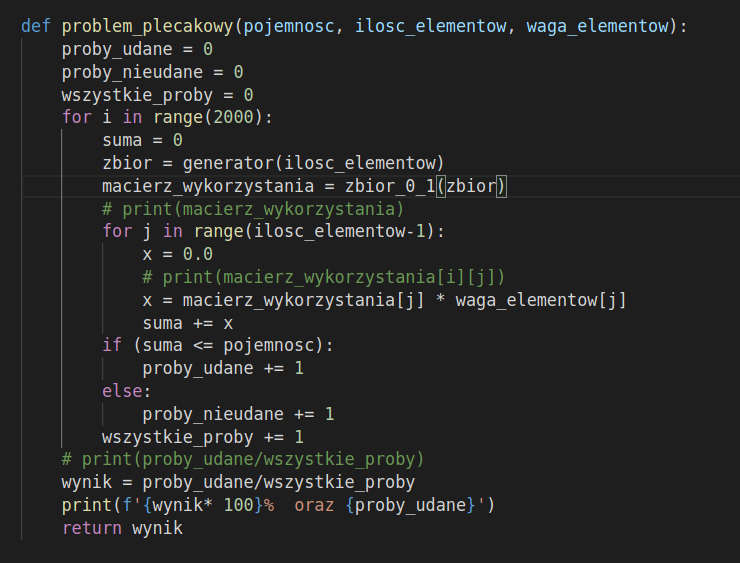 def problem_plecakowy(pojemnosc, ilosc_elementow, waga_elementow):
    proby_udane = 0
    proby_nieudane = 0
    wszystkie_proby = 0
    for i in range(2000):
        suma = 0
        zbior = generator(ilosc_elementow)
        macierz_wykorzystania = zbior_0_1(zbior)
        # print(macierz_wykorzystania)
        for j in range(ilosc_elementow-1):
            x = 0.0
            # print(macierz_wykorzystania[i][j])
            x = macierz_wykorzystania[j] * waga_elementow[j]
            suma += x
        if (suma <= pojemnosc):
            proby_udane += 1
        else:
            proby_nieudane += 1
        wszystkie_proby += 1
    # print(proby_udane/wszystkie_proby)
    wynik = proby_udane/wszystkie_proby
    print(f'{wynik* 100}%  oraz {proby_udane}')
    return wynik